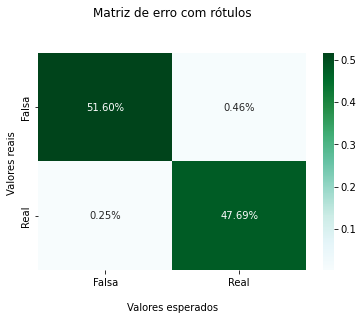 Matriz de erro com rótulos
Valores reais
Falsa
51.60%
0.46%
Real
0.25%
47.69%
Falsa
Real
Valores esperados
0.5
0.4
0.3
0.2
0.1